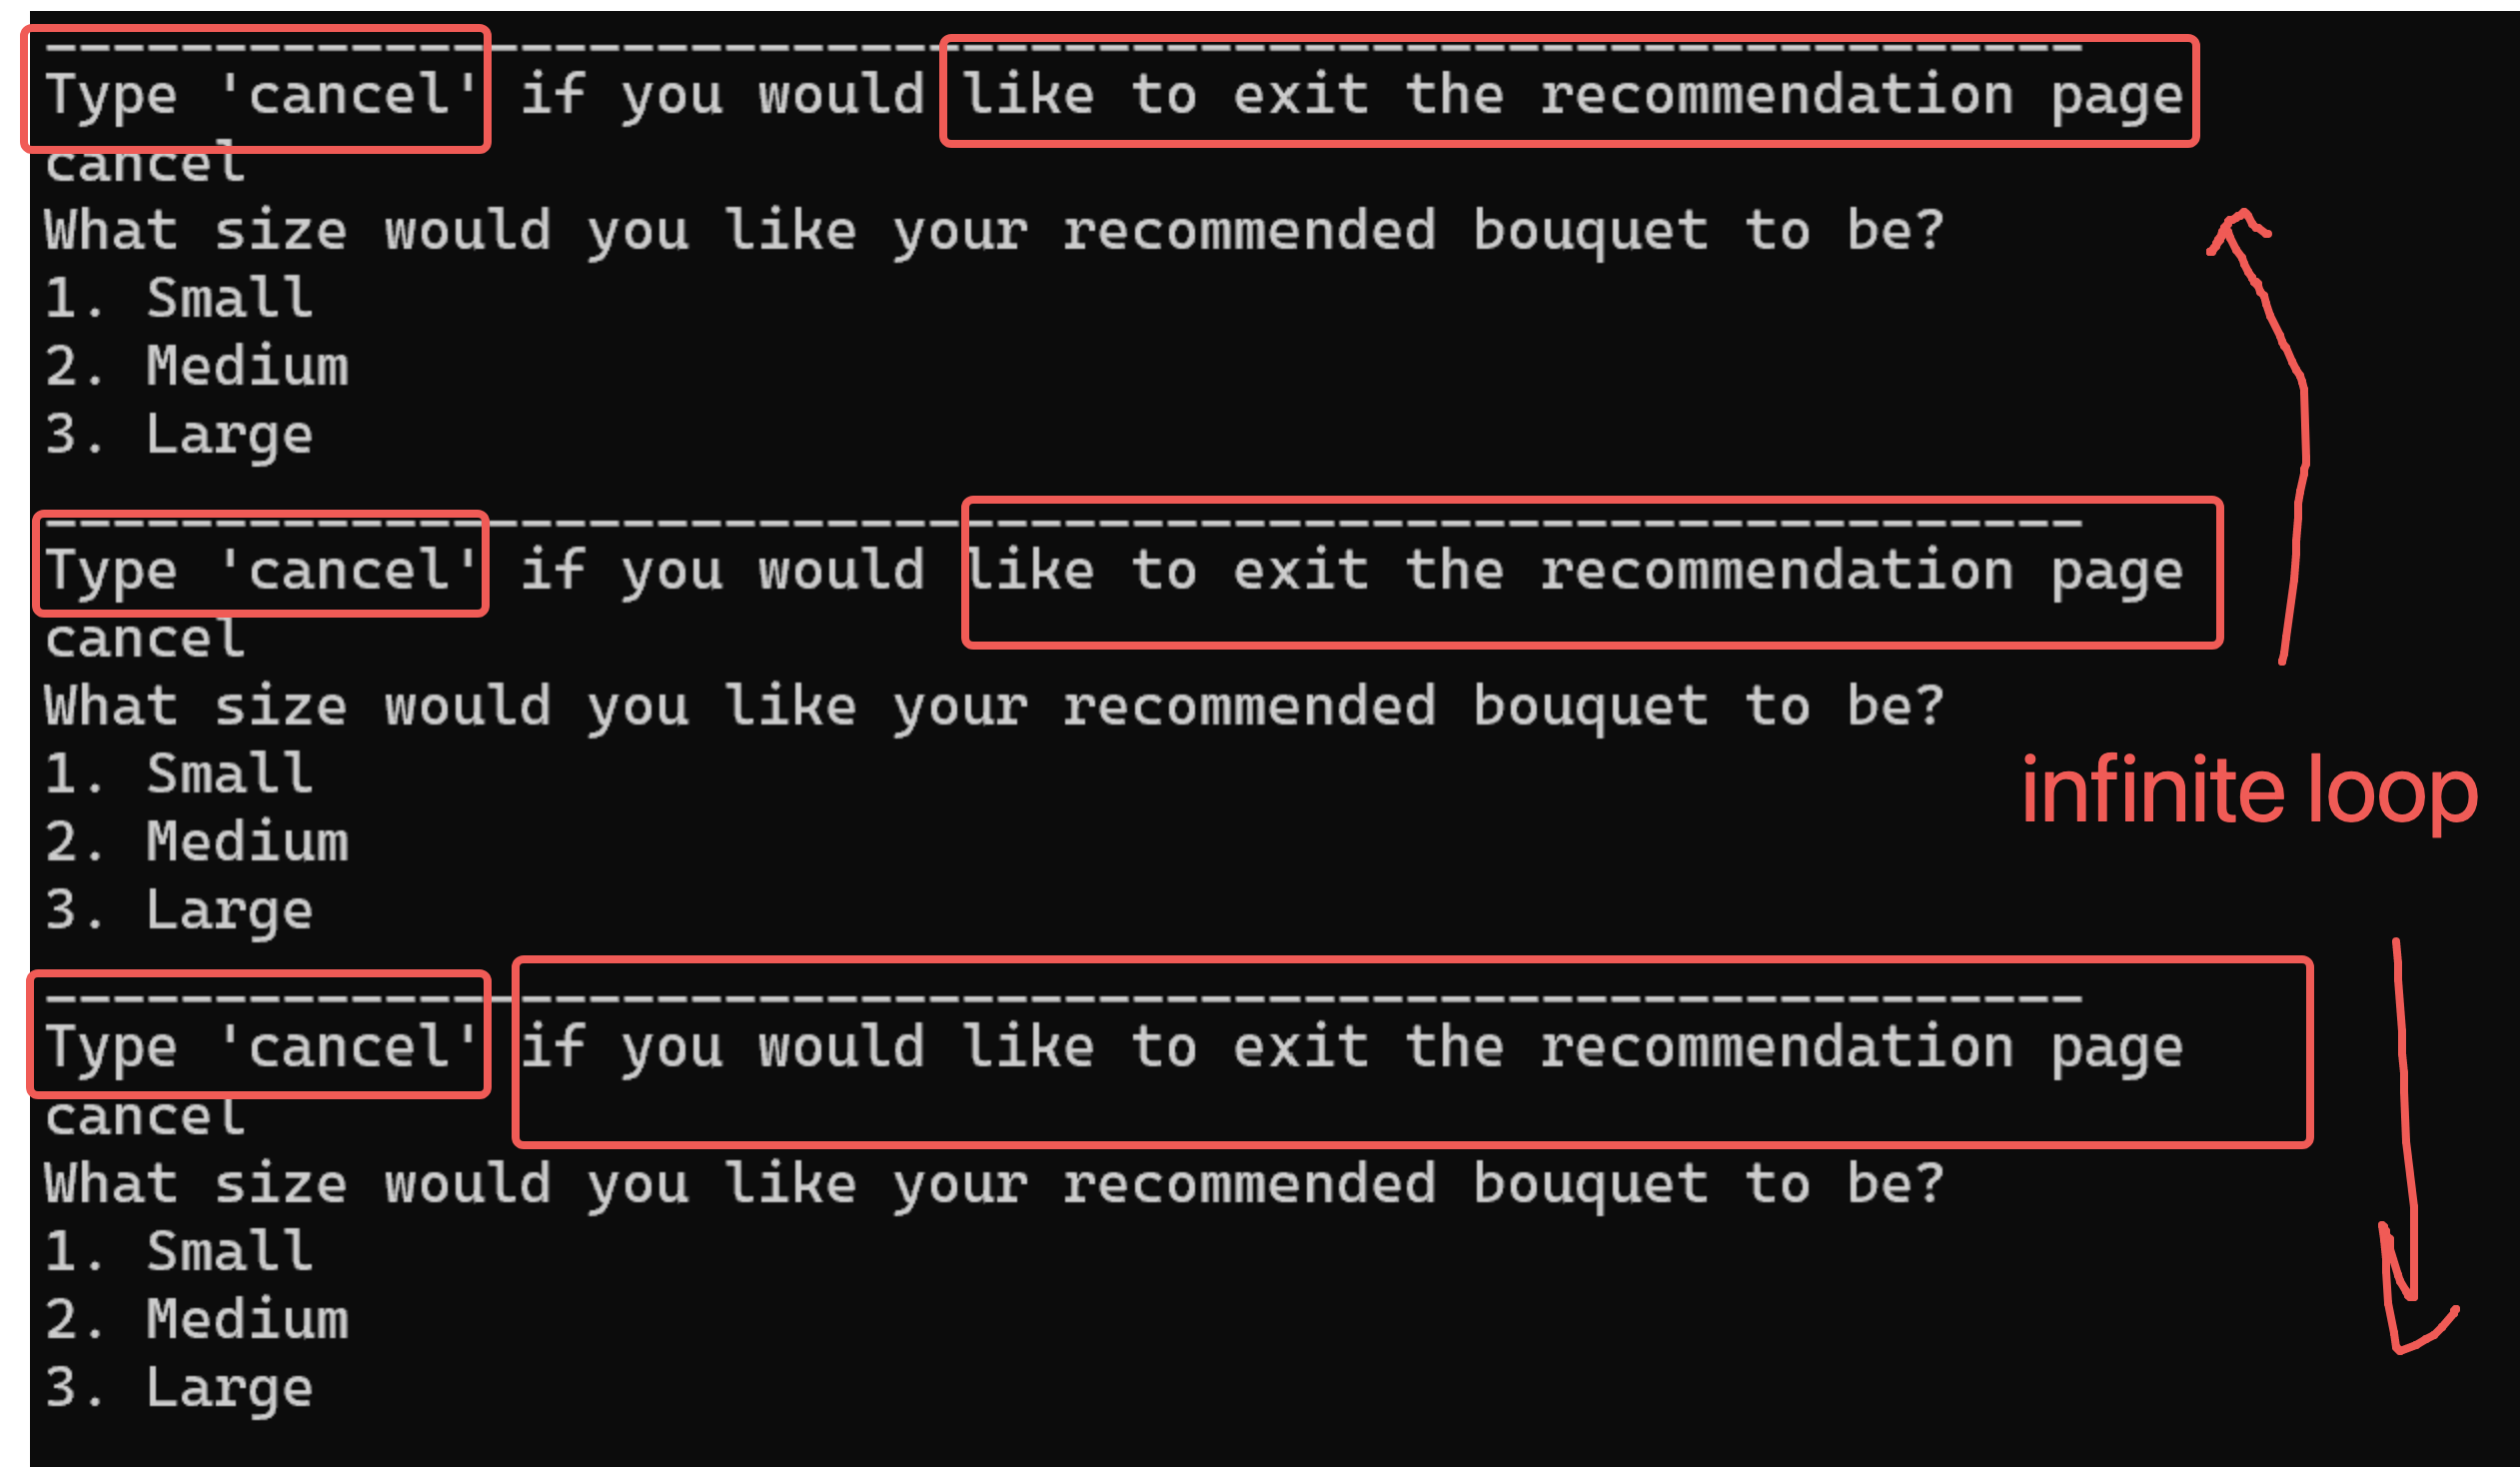 ------------------------------------------------------------- 
Type 'cancel' if you would like to exit the recommendation page
cancel
What size would you like your recommended bouquet to be?
1. Small
2. Medium
3. Large
-------------------------------------------------------------
Type 'cancel' if you would like to exit the recommendation page
cancel
What size would you like your recommended bouquet to be?
1. Small
2. Medium
infinite loop
3. Large
-------------------------------------------------------------
Type 'cancel' if you would like to exit the recommendation page
cancel
What size would you like your recommended bouquet to be?
1. Small
2. Medium
3. Large